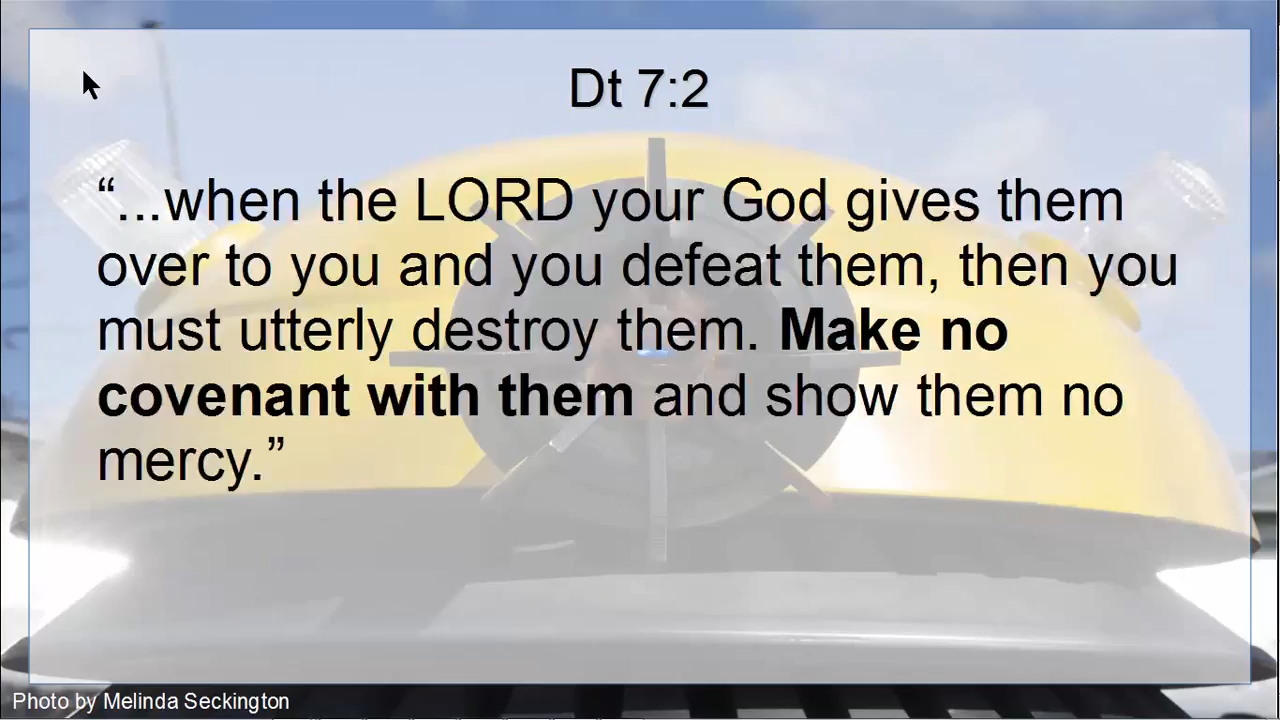 Dt 7:2
“...when the LORD your God gives them
over to you and you defeat them, then you
must utterly destroy them. Make no
covenant with them and show them no
mercy.”
Photo by Melinda Seckington